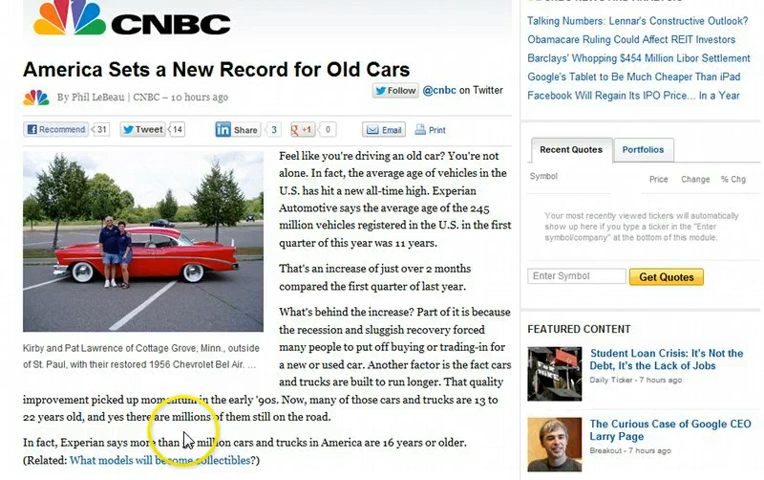 CNBC
America Sets a New Record for Old Cars
By Phil LeBeau | CNBC – 10 hours ago
Follow @cnbc on Twitter
Recommend 31 Tweet 14 Share 3 +1 0 Email Print
Feel like you're driving an old car? You're not
alone. In fact, the average age of vehicles in the
U.S. has hit a new all-time high. Experian
Automotive says the average age of the 245
million vehicles registered in the U.S. in the first
quarter of this year was 11 years.
That's an increase of just over 2 months
compared the first quarter of last year.
What's behind the increase? Part of it is because
the recession and sluggish recovery forced
many people to put off buying or trading-in for
a new or used car. Another factor is the fact cars
and trucks are built to run longer. That quality
Kirby and Pat Lawrence of Cottage Grove, Minn., outside
of St. Paul, with their restored 1956 Chevrolet Bel Air. ...
improvement picked up momentum in the early '90s. Now, many of those cars and trucks are 13 to
22 years old, and yes there are millions of them still on the road.
In fact, Experian says more than million cars and trucks in America are 16 years or older.
(Related: What models will become collectibles?)
Talking Numbers: Lennar's Constructive Outlook?
Obamacare Ruling Could Affect REIT Investors
Barclays' Whopping $454 Million Libor Settlement
Google's Tablet to Be Much Cheaper Than iPad
Facebook Will Regain Its IPO Price... In a Year
Recent Quotes Portfolios
Symbol Price Change % Chg
Your most recently viewed tickers will automatically
show up here if you type a ticker in the "Enter
symbol/company" at the bottom of this module.
Enter Symbol Get Quotes
FEATURED CONTENT
Student Loan Crisis: It's Not the
Debt, It's the Lack of Jobs
Daily Ticker - 7 hours ago
The Curious Case of Google CEO
Larry Page
Breakout - 7 hours ago